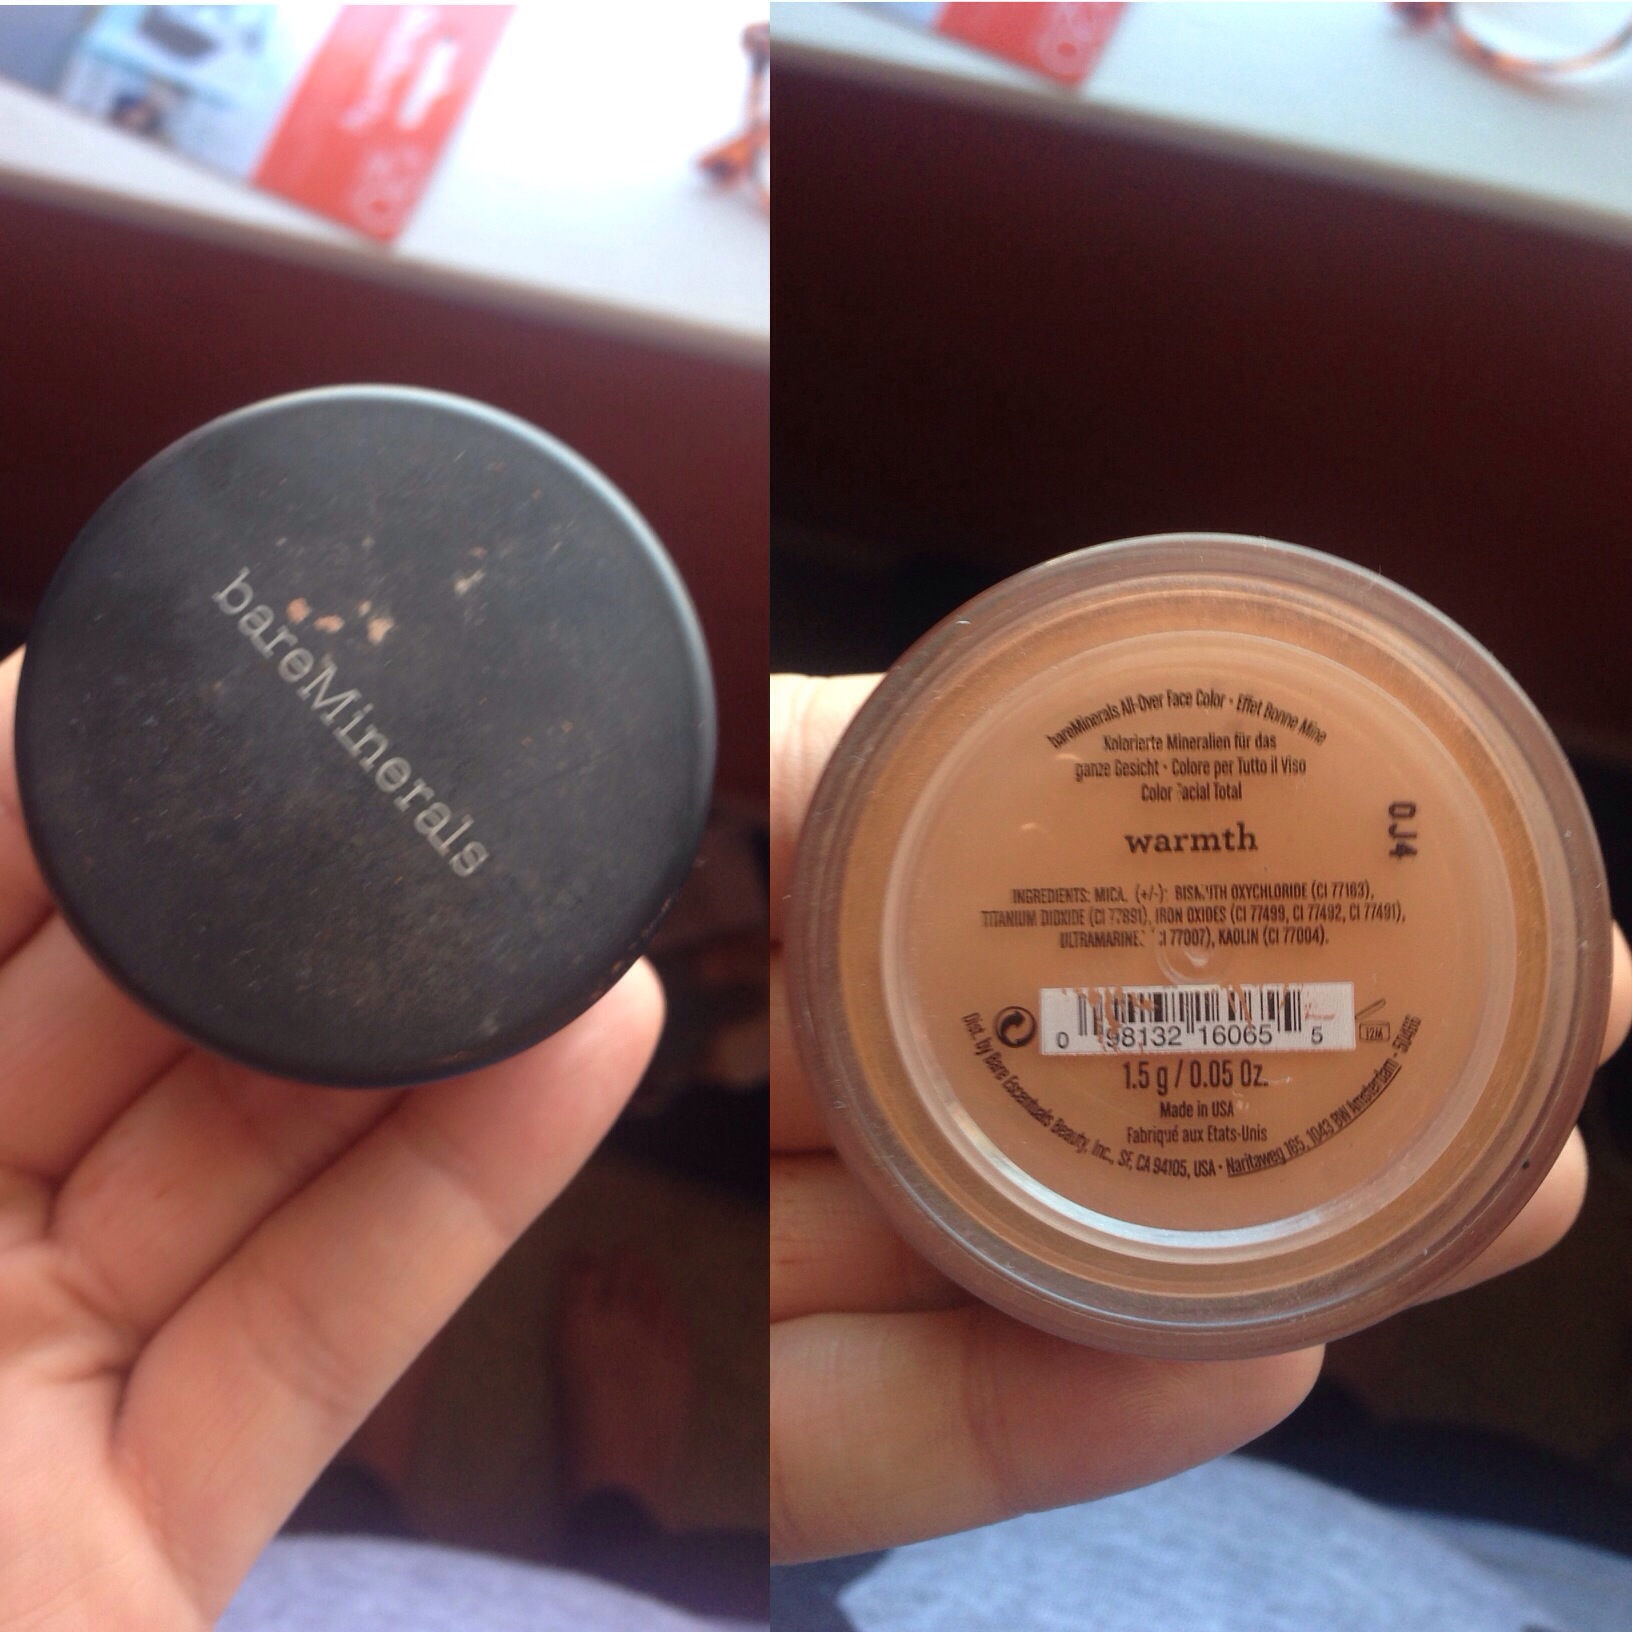 bareMinerals
bareMinerals All-Over Face Color • Effet Bonne Mine
Kolorierte Mineralien für das
ganze Gesicht • Colore per Tutto il Viso
Color acial Total
warmth
0J4
INGREDIENTS: MICA. (+/-): BISM TH OXYCHLORIDE (CI 77163),
TITANIUM DIOXIDE (CI 77891), IRON OXIDES (CI 77499, CI 77492, CI 77491),
ULTRAMARINE CI 77007), KAOLIN (CI 77004).
0 98132 16065 5
12M
1.5 g / 0.05 Oz.
Made in USA
Fabriqué aux Etats-Unis
Dist. by Bare Escentuals Beauty, Inc., SF, CA 94105, USA • Naritaweg 165, 1043 BW Amsterdam •